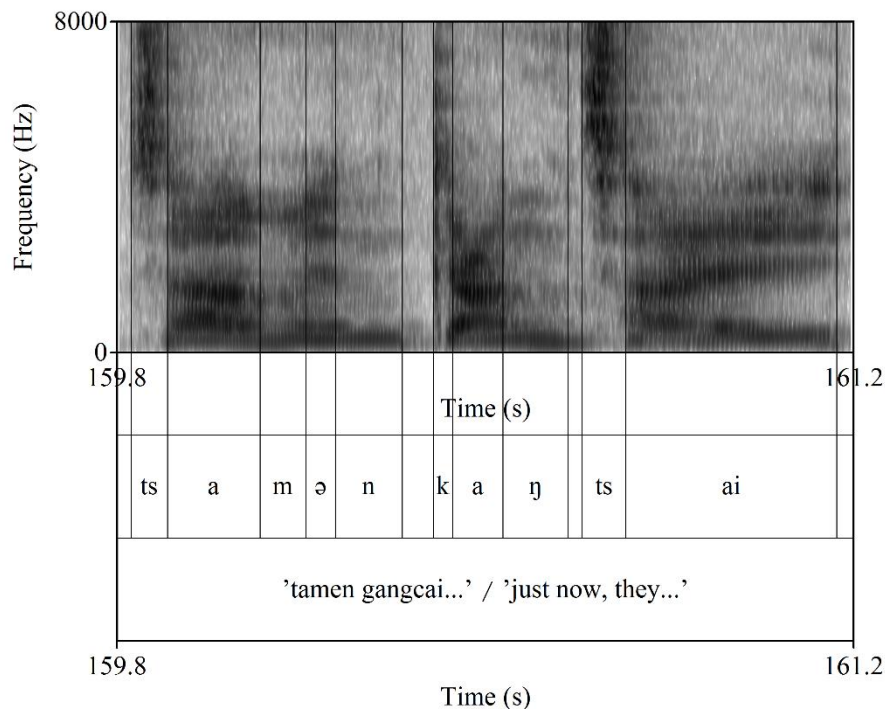 8000
Frequency (Hz)
0
159.8 161.2
Time (s)
ts a m ə n k a ŋ ts ai
’tamen gangcai...’ / ’just now, they...’
159.8 161.2
Time (s)